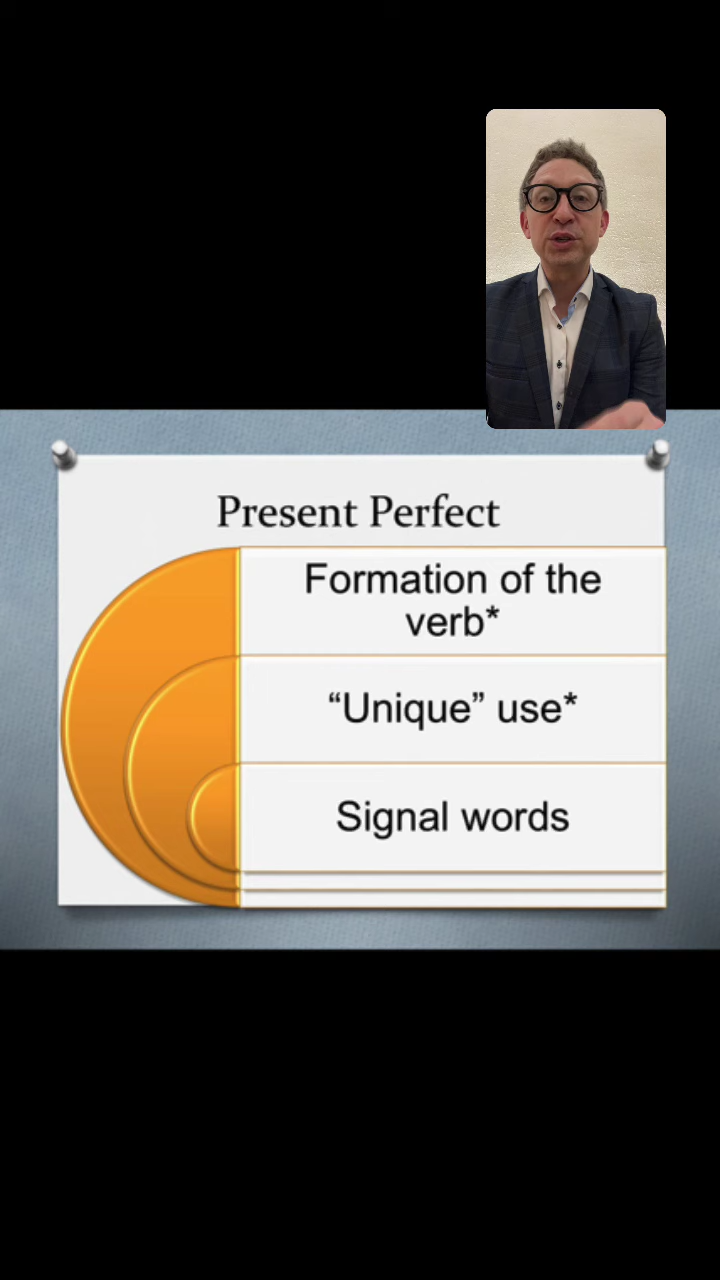 Present Perfect
Formation of the
verb*
“Unique” use*
Signal words